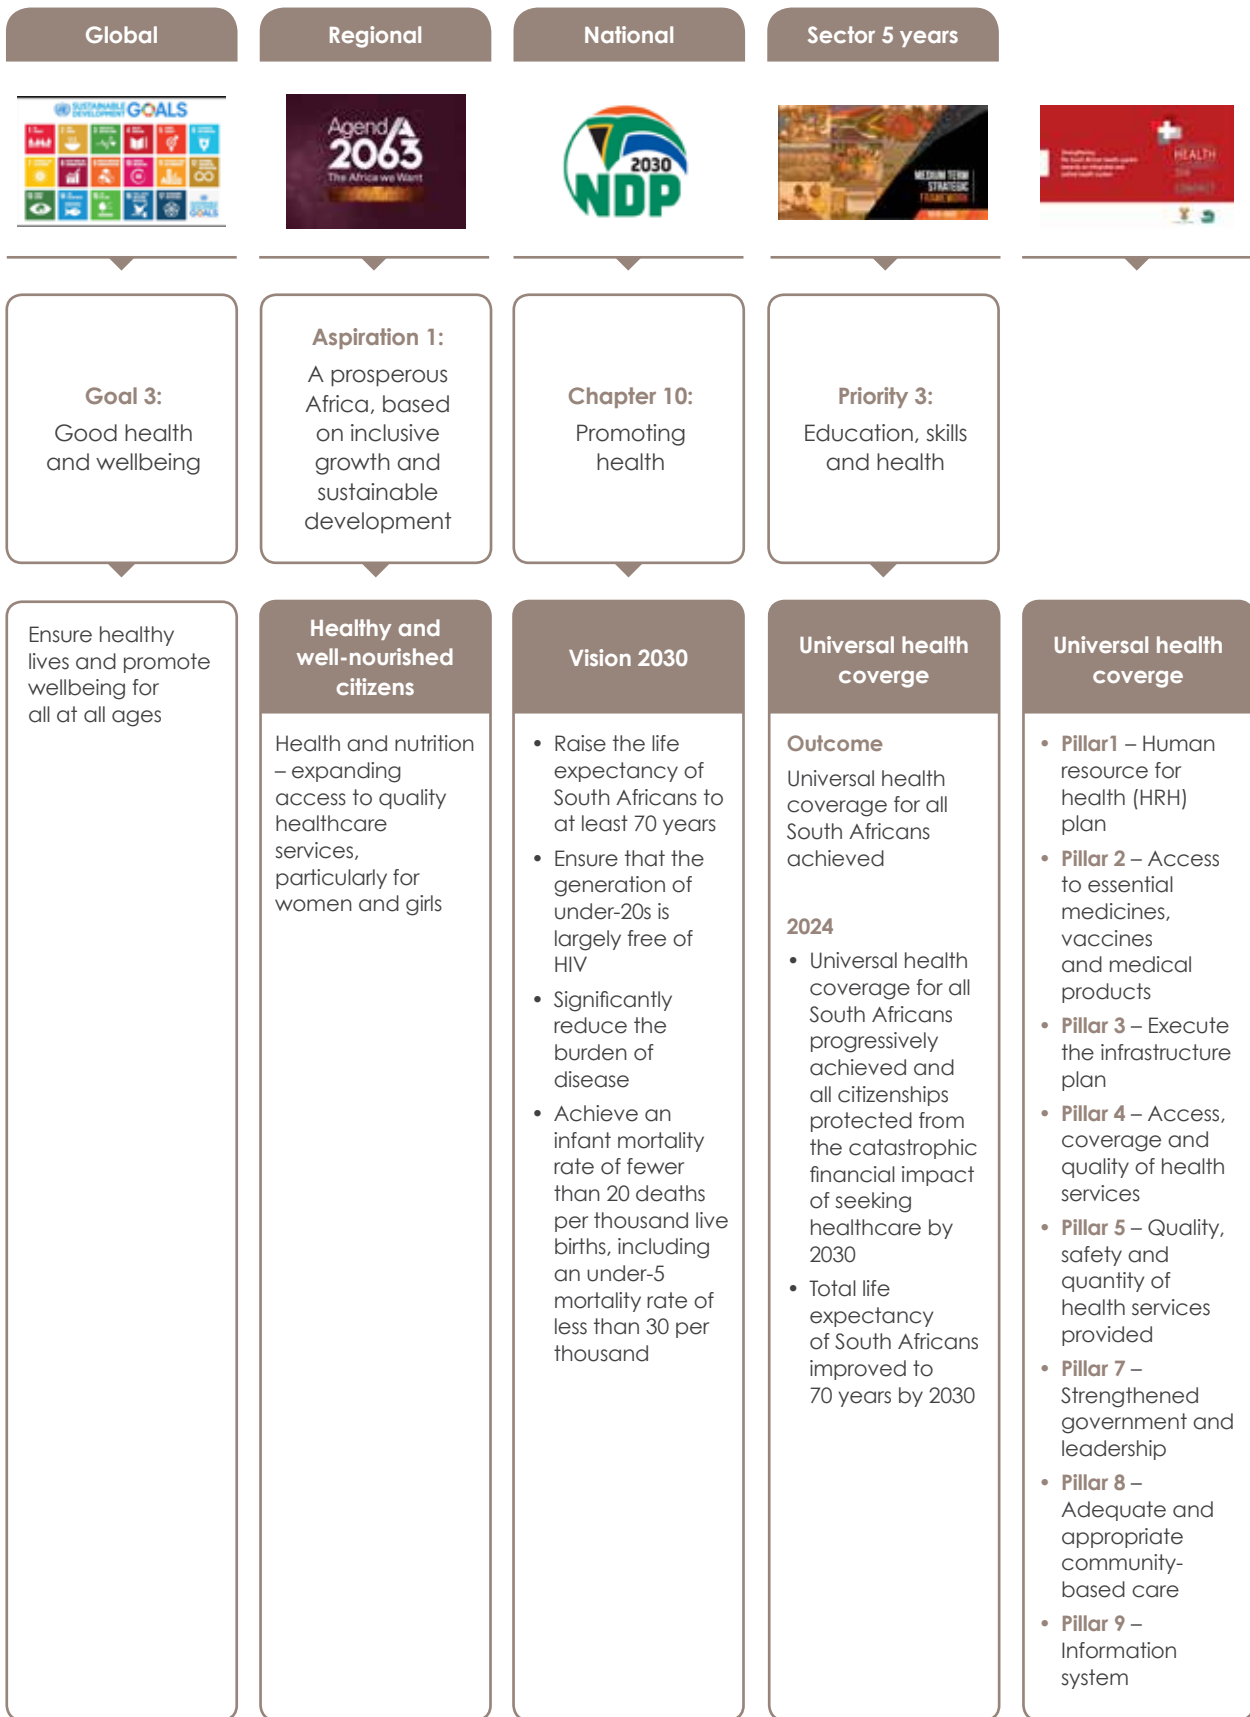 Global
Regional
National
Sector 5 years
SUSTAINABLE
DEVELOPMENT GOALS
Agenda
2063
The Africa we Want
2030
NDP
MEDIUM TERM
STRATEGIC
FRAMEWORK
HEALTH
Goal 3:
Good health
and wellbeing
Aspiration 1:
A prosperous
Africa, based
on inclusive
growth and
sustainable
development
Chapter 10:
Promoting
health
Priority 3:
Education, skills
and health
Ensure healthy
lives and promote
wellbeing for
all at all ages
Healthy and
well-nourished
citizens
Health and nutrition
– expanding
access to quality
healthcare
services,
particularly for
women and girls
Vision 2030
• Raise the life
expectancy of
South Africans to
at least 70 years
• Ensure that the
generation of
under-20s is
largely free of
HIV
• Significantly
reduce the
burden of
disease
• Achieve an
infant mortality
rate of fewer
than 20 deaths
per thousand live
births, including
an under-5
mortality rate of
less than 30 per
thousand
Universal health
coverge
Outcome
Universal health
coverage for all
South Africans
achieved
2024
• Universal health
coverage for all
South Africans
progressively
achieved and
all citizenships
protected from
the catastrophic
financial impact
of seeking
healthcare by
2030
• Total life
expectancy
of South Africans
improved to
70 years by 2030
Universal health
coverge
• Pillar1 – Human
resource for
health (HRH)
plan
• Pillar 2 – Access
to essential
medicines,
vaccines
and medical
products
• Pillar 3 – Execute
the infrastructure
plan
• Pillar 4 – Access,
coverage and
quality of health
services
• Pillar 5 – Quality,
safety and
quantity of
health services
provided
• Pillar 7 –
Strengthened
government and
leadership
• Pillar 8 –
Adequate and
appropriate
community-
based care
• Pillar 9 –
Information
system